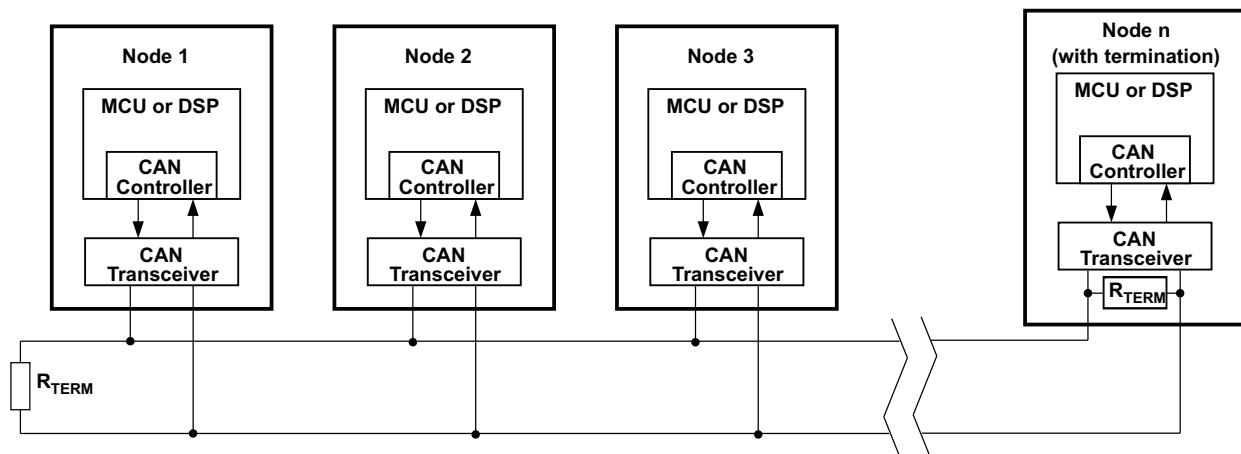 Node 1
MCU or DSP
CAN
Controller
CAN
Transceiver
Node 2
MCU or DSP
CAN
Controller
CAN
Transceiver
Node 3
MCU or DSP
CAN
Controller
CAN
Transceiver
Node n
(with termination)
MCU or DSP
CAN
Controller
CAN
Transceiver
RTERM
RTERM